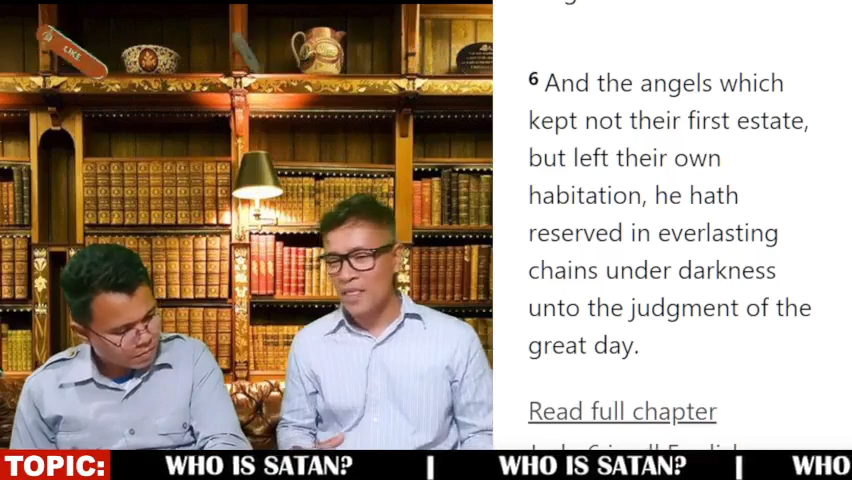 LIKE
6 And the angels which
kept not their first estate,
but left their own
habitation, he hath
reserved in everlasting
chains under darkness
unto the judgment of the
great day.
Read full chapter
TOPIC: WHO IS SATAN? | WHO IS SATAN? | WHO